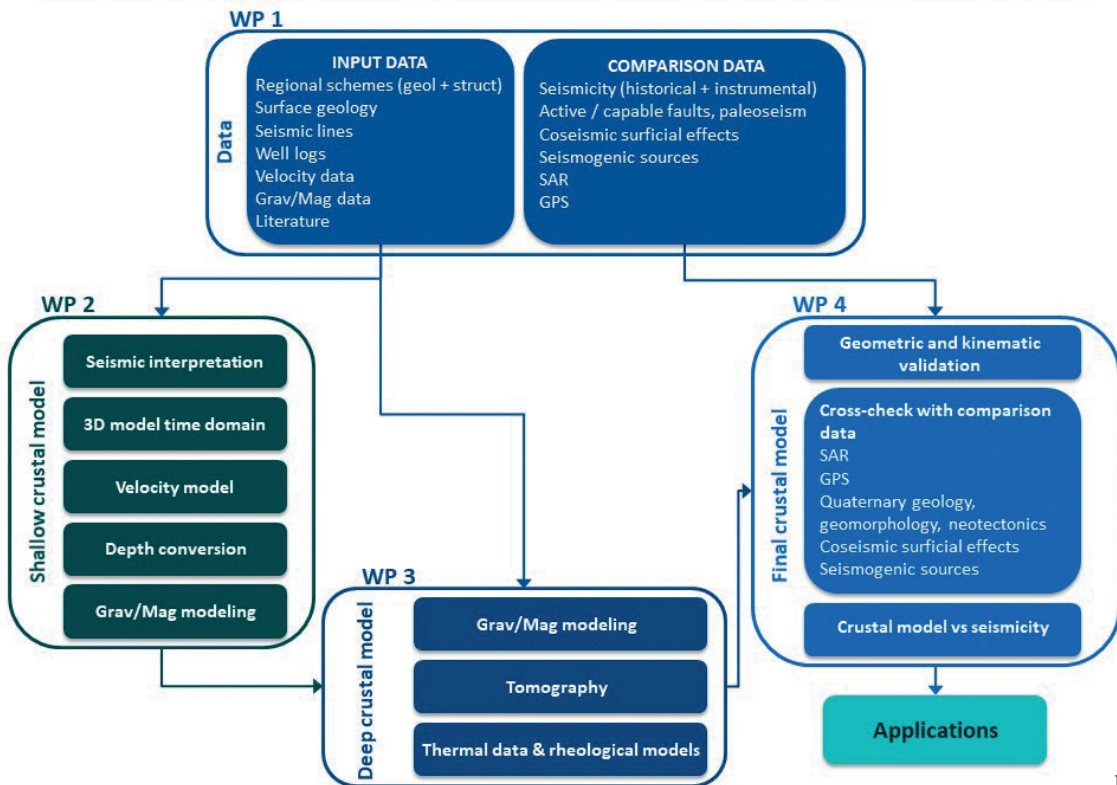 WP 1
Data
INPUT DATA
Regional schemes (geol + struct)
Surface geology
Seismic lines
Well logs
Velocity data
Grav/Mag data
Literature
COMPARISON DATA
Seismicity (historical + instrumental)
Active / capable faults, paleoseism
Coseismic surficial effects
Seismogenic sources
SAR
GPS
WP 2
Shallow crustal model
Seismic interpretation
3D model time domain
Velocity model
Depth conversion
Grav/Mag modeling
WP 3
Deep crustal model
Grav/Mag modeling
Tomography
Thermal data & rheological models
WP 4
Final crustal model
Geometric and kinematic
validation
Cross-check with comparison
data
SAR
GPS
Quaternary geology,
geomorphology, neotectonics
Coseismic surficial effects
Seismogenic sources
Crustal model vs seismicity
Applications